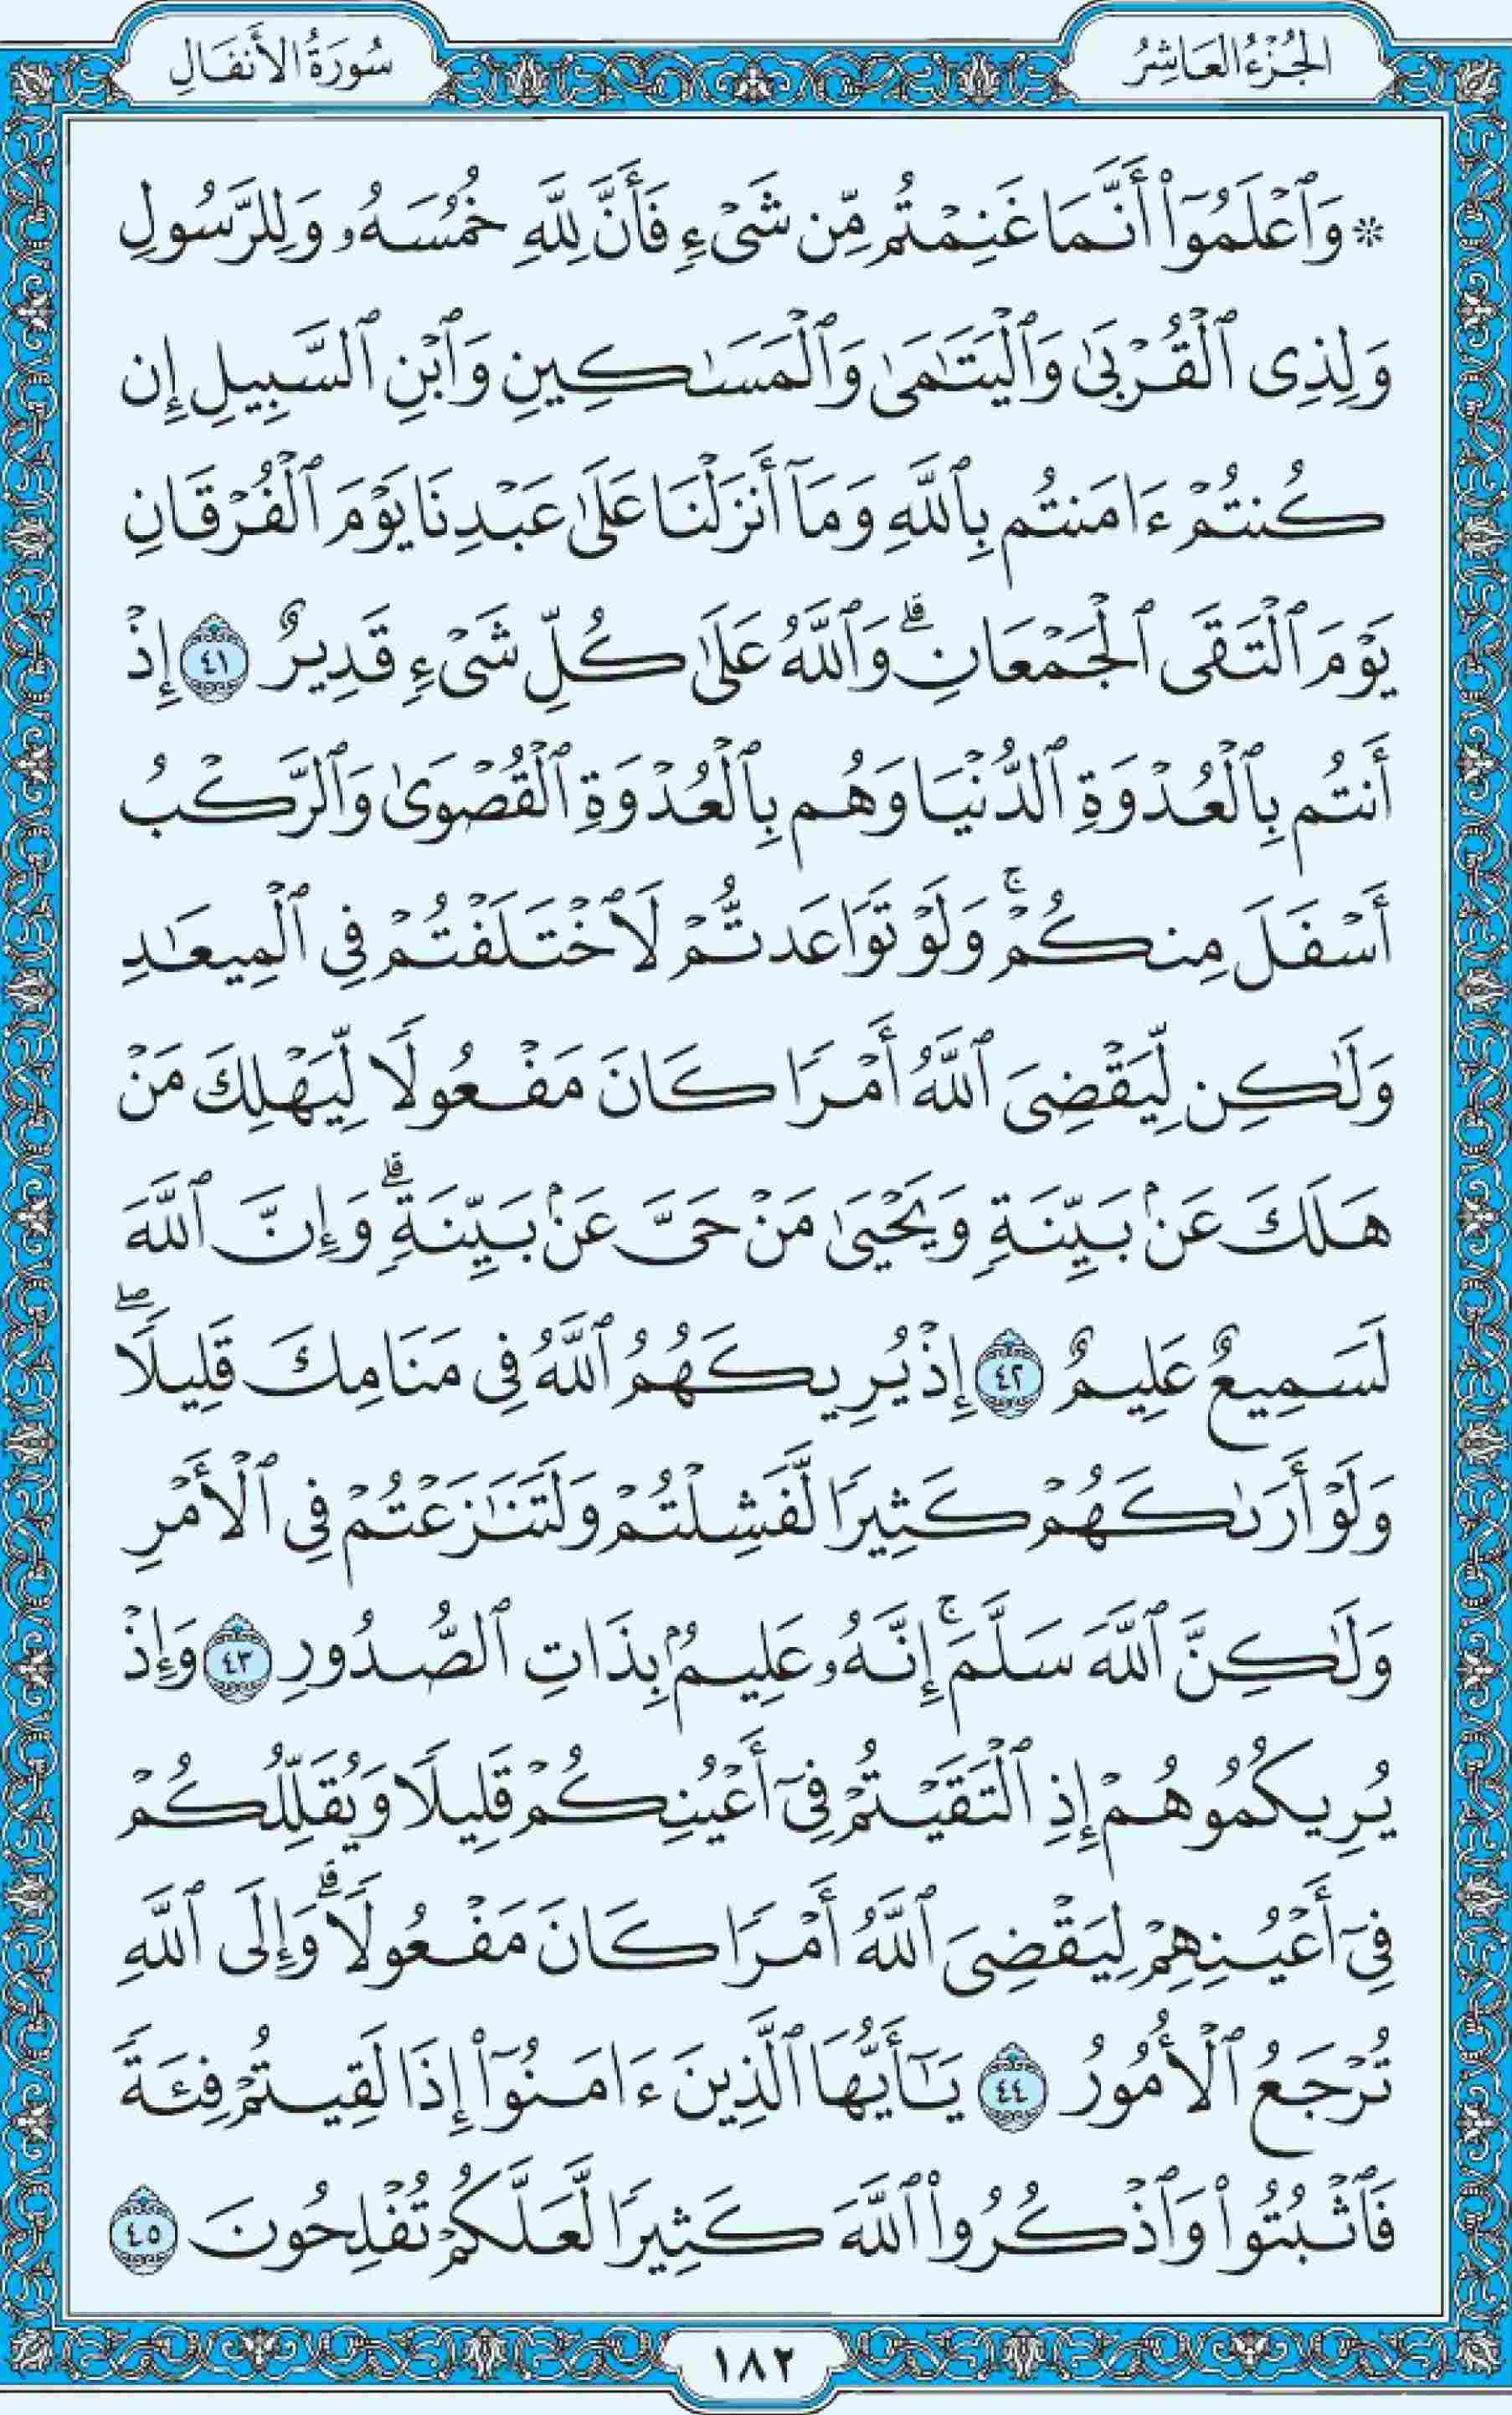 الجُزْءُ العَاشِرُ
سُورَةُ الأَنفَالِ
۞ وَٱعۡلَمُوٓاْ أَنَّمَا غَنِمۡتُم مِّن شَيۡءٖ فَأَنَّ لِلَّهِ خُمُسَهُۥ وَلِلرَّسُولِ
وَلِذِي ٱلۡقُرۡبَىٰ وَٱلۡيَتَٰمَىٰ وَٱلۡمَسَٰكِينِ وَٱبۡنِ ٱلسَّبِيلِ إِن
كُنتُمۡ ءَامَنتُم بِٱللَّهِ وَمَآ أَنزَلۡنَا عَلَىٰ عَبۡدِنَا يَوۡمَ ٱلۡفُرۡقَانِ
يَوۡمَ ٱلۡتَقَى ٱلۡجَمۡعَانِۗ وَٱللَّهُ عَلَىٰ كُلِّ شَيۡءٖ قَدِيرٌ ٤١ إِذۡ
أَنتُم بِٱلۡعُدۡوَةِ ٱلدُّنۡيَا وَهُم بِٱلۡعُدۡوَةِ ٱلۡقُصۡوَىٰ وَٱلرَّكۡبُ
أَسۡفَلَ مِنكُمۡۚ وَلَوۡ تَوَاعَدتُّمۡ لَٱخۡتَلَفۡتُمۡ فِي ٱلۡمِيعَٰدِ
وَلَٰكِن لِّيَقۡضِيَ ٱللَّهُ أَمۡرٗا كَانَ مَفۡعُولٗا لِّيَهۡلِكَ مَنۡ
هَلَكَ عَنۢ بَيِّنَةٖ وَيَحۡيَىٰ مَنۡ حَيَّ عَنۢ بَيِّنَةٖۗ وَإِنَّ ٱللَّهَ
لَسَمِيعٌ عَلِيمٌ ٤٢ إِذۡ يُرِيكَهُمُ ٱللَّهُ فِي مَنَامِكَ قَلِيلٗاۖ
وَلَوۡ أَرَىٰكَهُمۡ كَثِيرٗا لَّفَشِلۡتُمۡ وَلَتَنَٰزَعۡتُمۡ فِي ٱلۡأَمۡرِ
وَلَٰكِنَّ ٱللَّهَ سَلَّمَۚ إِنَّهُۥ عَلِيمُۢ بِذَاتِ ٱلصُّدُورِ ٤٣ وَإِذۡ
يُرِيكُمُوهُمۡ إِذِ ٱلۡتَقَيۡتُمۡ فِيٓ أَعۡيُنِكُمۡ قَلِيلٗا وَيُقَلِّلُكُمۡ
فِيٓ أَعۡيُنِهِمۡ لِيَقۡضِيَ ٱللَّهُ أَمۡرٗا كَانَ مَفۡعُولٗاۗ وَإِلَى ٱللَّهِ
تُرۡجَعُ ٱلۡأُمُورُ ٤٤ يَٰٓأَيُّهَا ٱلَّذِينَ ءَامَنُوٓاْ إِذَا لَقِيتُمۡ فِئَةٗ
فَٱثۡبُتُواْ وَٱذۡكُرُواْ ٱللَّهَ كَثِيرٗا لَّعَلَّكُمۡ تُفۡلِحُونَ ٤٥
١٨٢